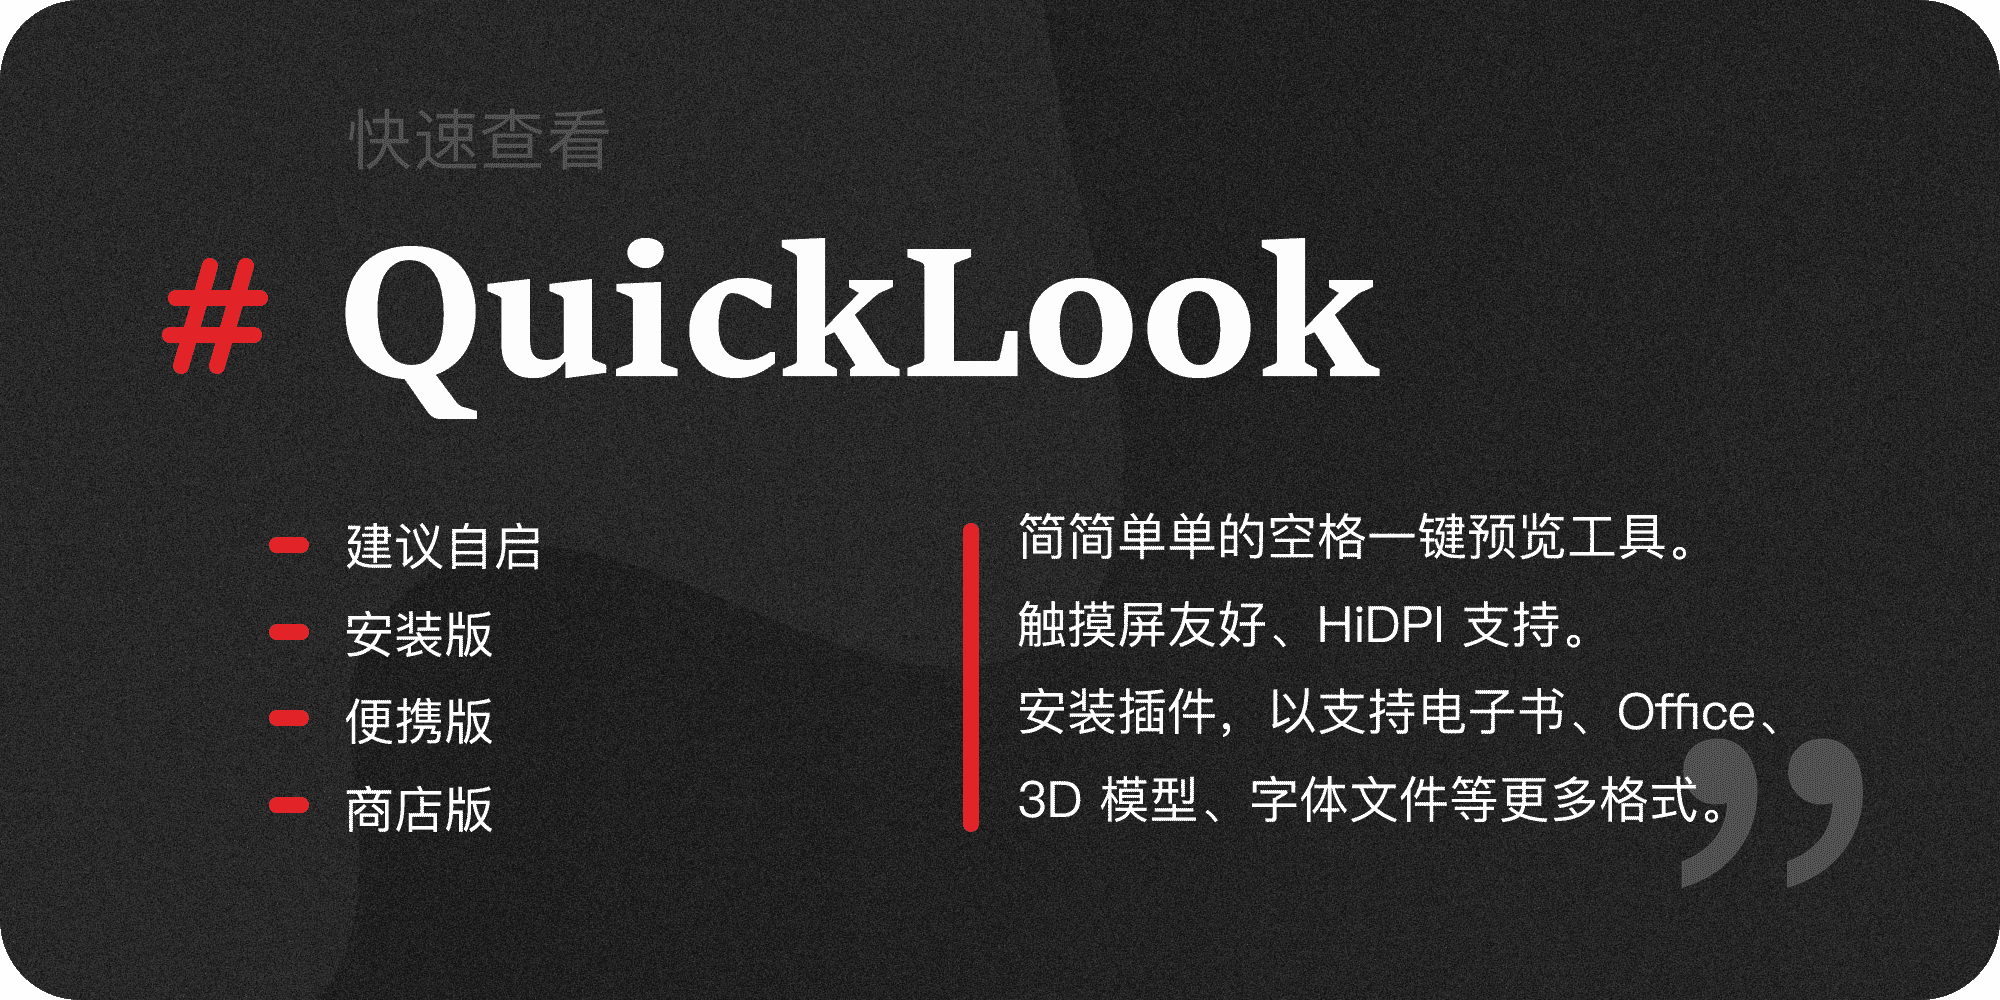 快速查看
# QuickLook
建议自启
安装版
便携版
商店版
简简单单的空格一键预览工具。
触摸屏友好、HiDPI 支持。
安装插件，以支持电子书、Office、
3D 模型、字体文件等更多格式。
”